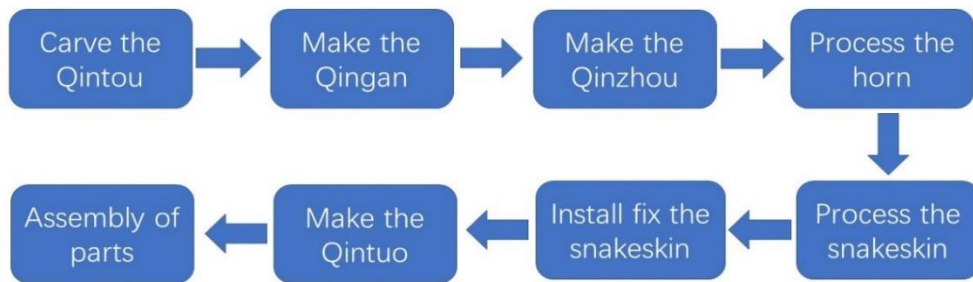 Carve the
Qintou
Make the
Qingan
Make the
Qinzhou
Process the
horn
Process the
snakeskin
Install fix the
snakeskin
Make the
Qintuo
Assembly of
parts